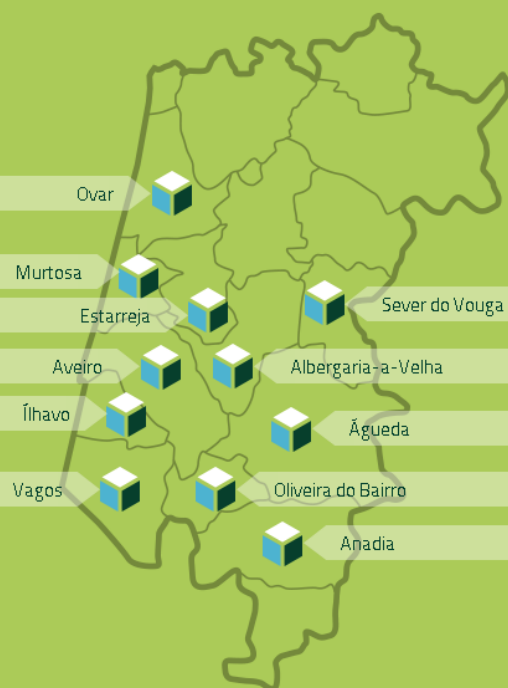 Ovar
Murtosa
Sever do Vouga
Estarreja
Aveiro
Albergaria-a-Velha
Ílhavo
Águeda
Vagos
Oliveira do Bairro
Anadia